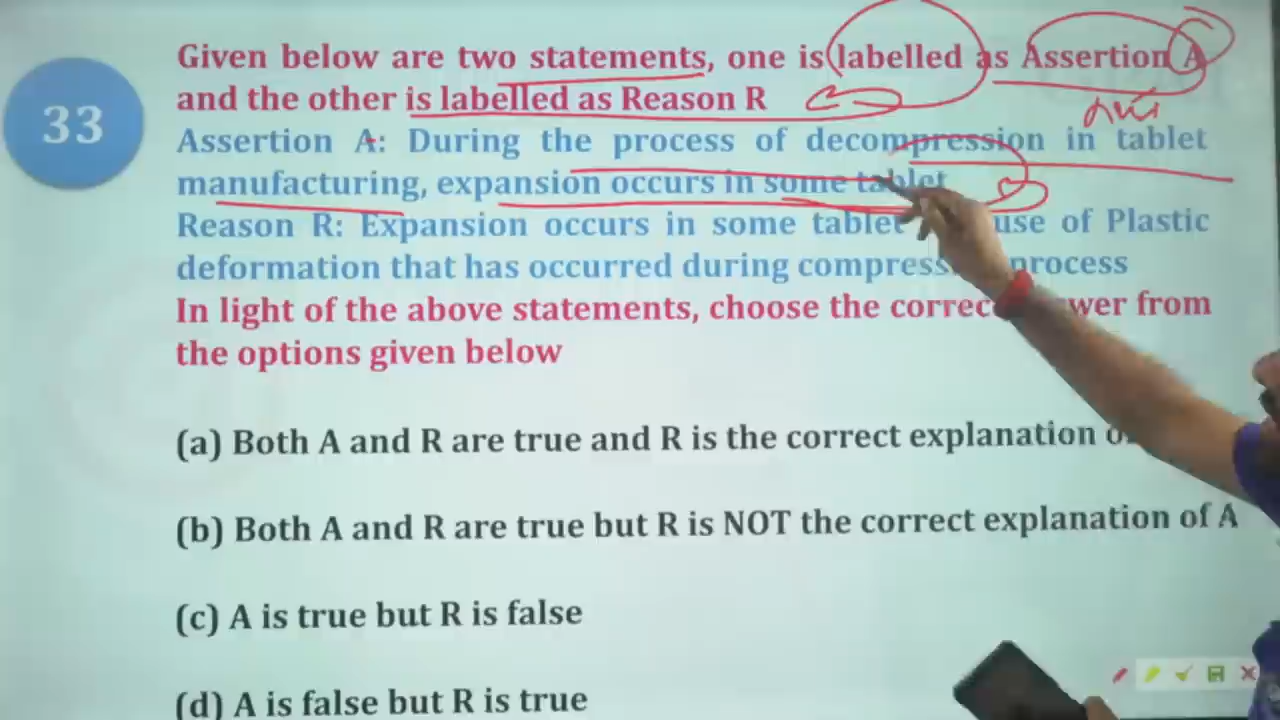 33
Given below are two statements, one is labelled as Assertion A
and the other is labelled as Reason R
Assertion A: During the process of decompression in tablet
manufacturing, expansion occurs in some tablet
Reason R: Expansion occurs in some tablet use of Plastic
deformation that has occurred during compress process
In light of the above statements, choose the correc wer from
the options given below
(a) Both A and R are true and R is the correct explanation o
(b) Both A and R are true but R is NOT the correct explanation of A
(c) A is true but R is false
(d) A is false but R is true